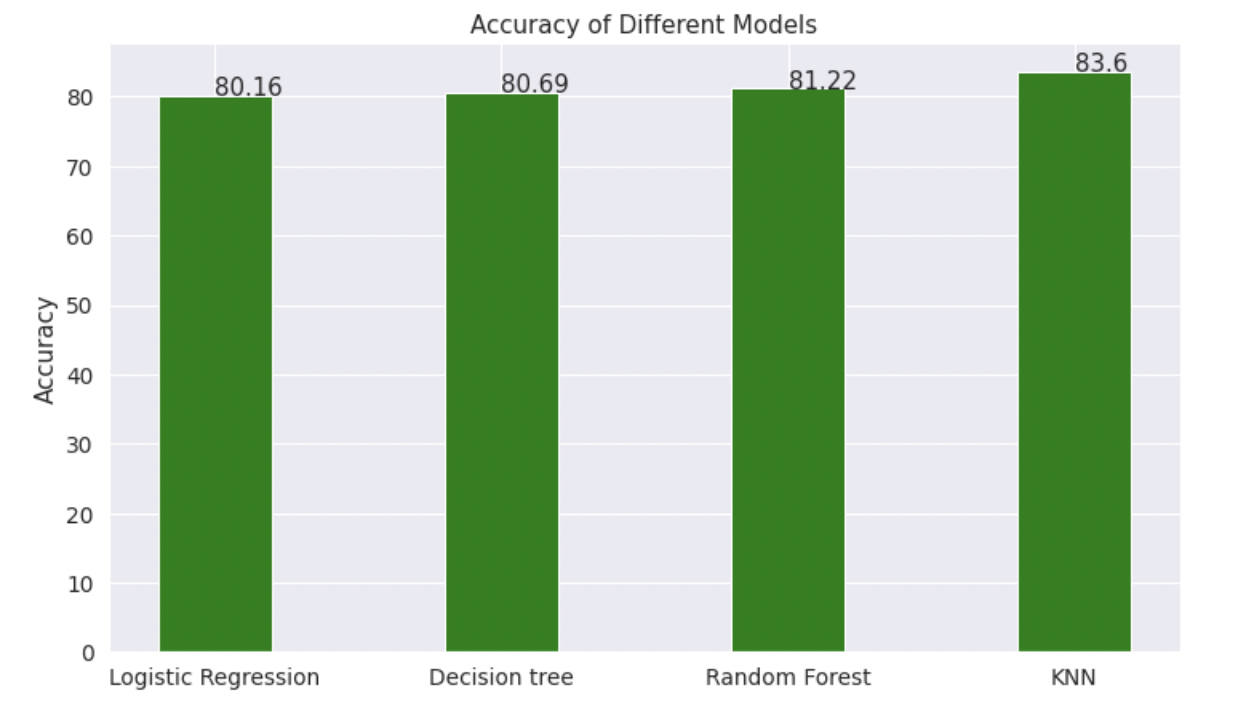 Accuracy of Different Models
80.16
80.69
81.22
83.6
80
70
60
50
40
30
20
10
0
Accuracy
Logistic Regression
Decision tree
Random Forest
KNN